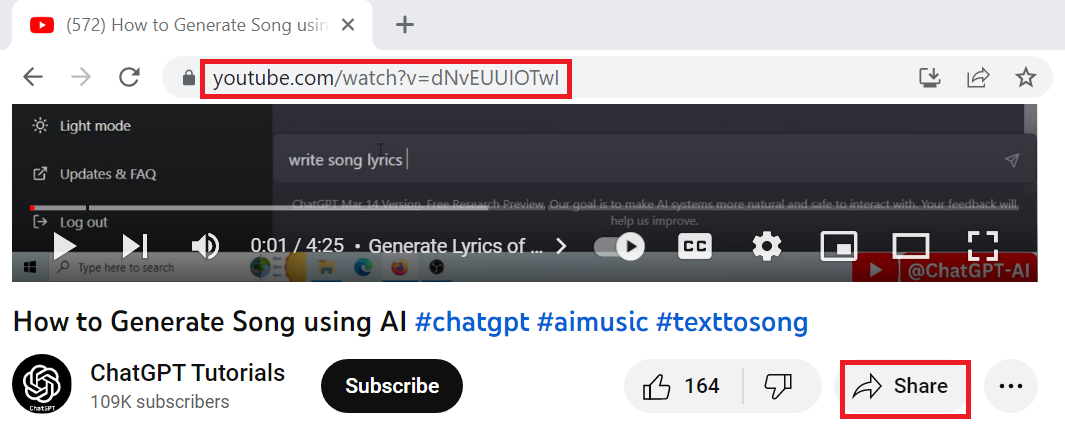 (572) How to Generate Song usin
youtube.com/watch?v=dNvEUUIOTwI
Light mode
write song lyrics
Updates & FAQ
ChatGPT Mar 14 Version. Free Research Preview. Our goal is to make AI systems more natural and safe to interact with. Your feedback will
help us improve.
Log out
0:01 / 4:25 • Generate Lyrics of ...
CC
Type here to search
@ChatGPT-AI
How to Generate Song using AI #chatgpt #aimusic #texttosong
ChatGPT
ChatGPT Tutorials
109K subscribers
Subscribe
164
Share